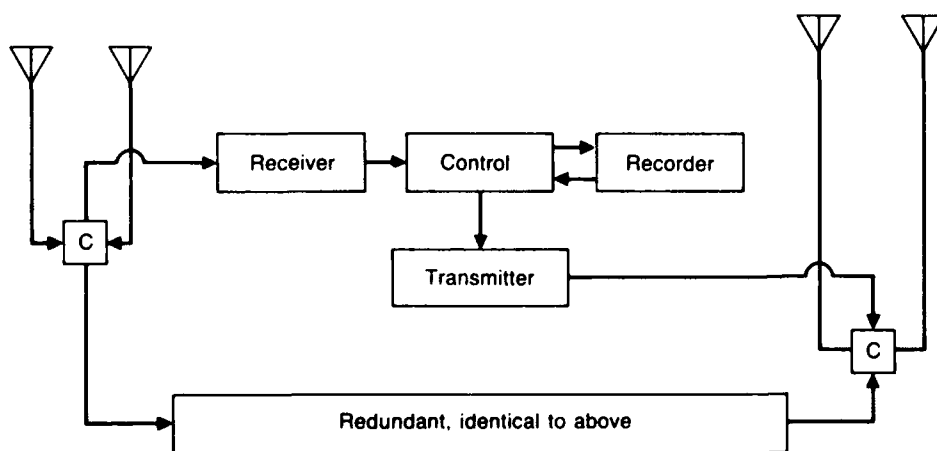 Receiver
Control
Recorder
C
Transmitter
C
Redundant, identical to above